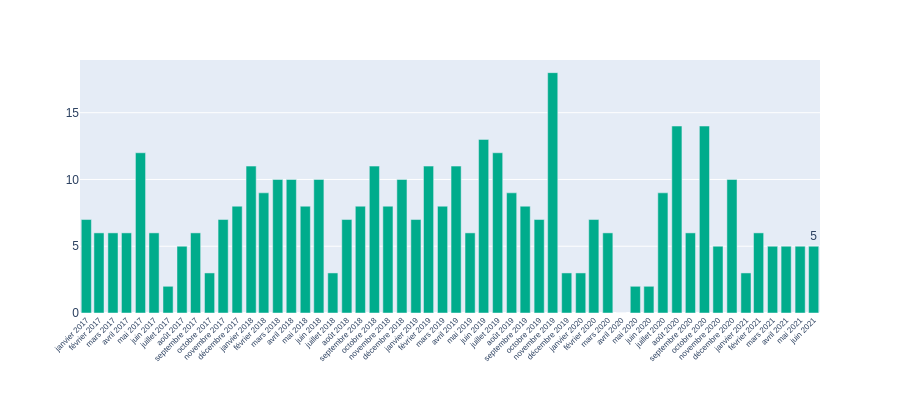 15
10
5
0
5
janvier 2017
février 2017
mars 2017
avril 2017
mai 2017
juin 2017
juillet 2017
août 2017
septembre 2017
octobre 2017
novembre 2017
décembre 2017
janvier 2018
février 2018
mars 2018
avril 2018
mai 2018
juin 2018
juillet 2018
août 2018
septembre 2018
octobre 2018
novembre 2018
décembre 2018
janvier 2019
février 2019
mars 2019
avril 2019
mai 2019
juin 2019
juillet 2019
août 2019
septembre 2019
octobre 2019
novembre 2019
décembre 2019
janvier 2020
février 2020
mars 2020
avril 2020
mai 2020
juin 2020
juillet 2020
août 2020
septembre 2020
octobre 2020
novembre 2020
décembre 2020
janvier 2021
février 2021
mars 2021
avril 2021
mai 2021
juin 2021